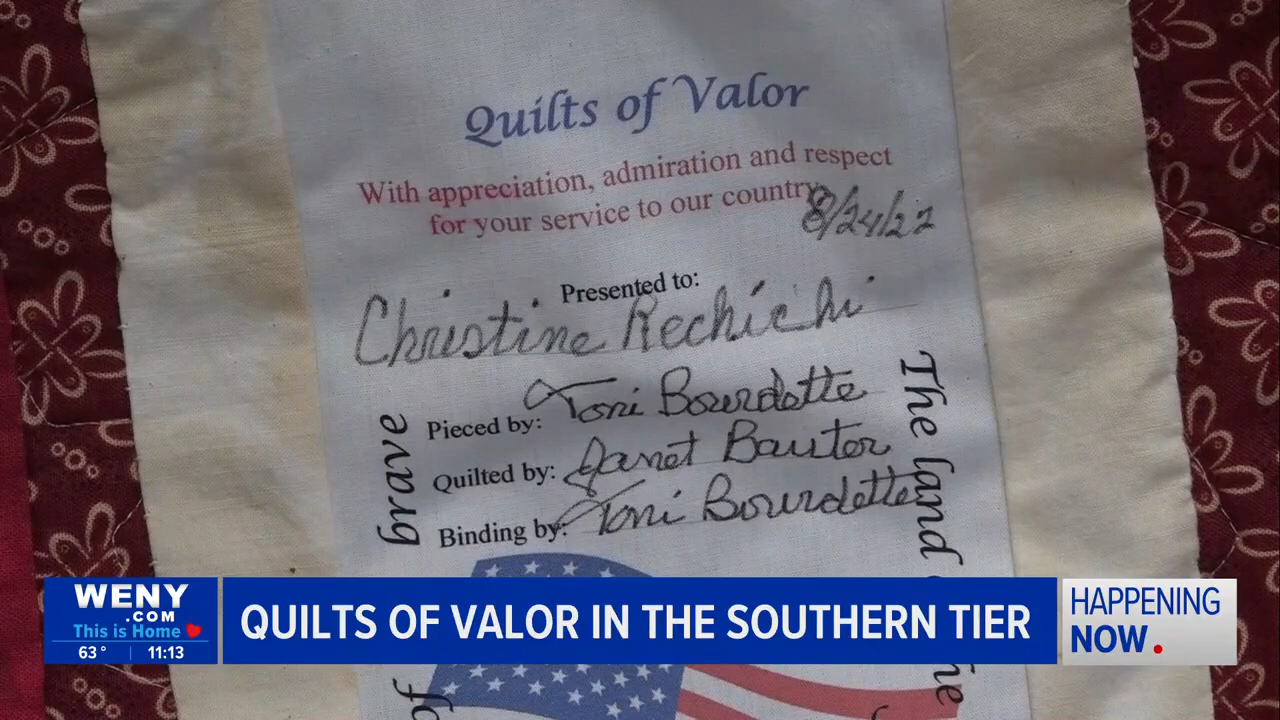 Quilts of Valor
With appreciation, admiration and respect
for your service to our country
8/24/22
Presented to:
Christine Rechichi
Pieced by: Toni Bourdette
Quilted by: Janet Bauter
Binding by: Toni Bourdette
brave
The land
WENY
.COM
This is Home
63° | 11:13
QUILTS OF VALOR IN THE SOUTHERN TIER
HAPPENING
NOW.